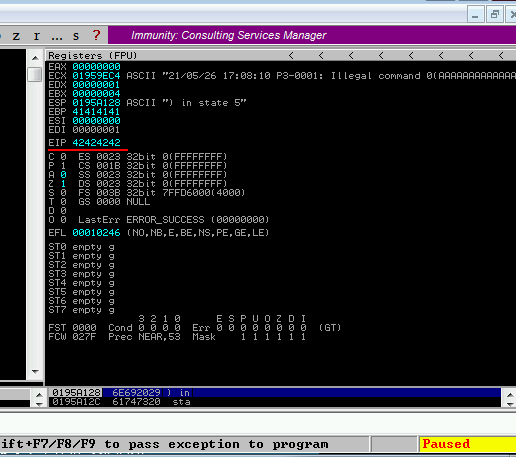 z r ... s ? Immunity: Consulting Services Manager
Registers (FPU) < < < < < < < < <
EAX 00000000
ECX 01959EC4 ASCII "21/05/26 17:08:10 P3-0001: Illegal command 0(AAAAAAAAAAAAA
EDX 00000001
EBX 00000004
ESP 0195A128 ASCII ") in state 5"
EBP 41414141
ESI 00000000
EDI 00000001
EIP 42424242
C 0 ES 0023 32bit 0(FFFFFFFF)
P 1 CS 001B 32bit 0(FFFFFFFF)
A 0 SS 0023 32bit 0(FFFFFFFF)
Z 1 DS 0023 32bit 0(FFFFFFFF)
S 0 FS 003B 32bit 7FFD6000(4000)
T 0 GS 0000 NULL
D 0
O 0 LastErr ERROR_SUCCESS (00000000)
EFL 00010246 (NO,NB,E,BE,NS,PE,GE,LE)
ST0 empty g
ST1 empty g
ST2 empty g
ST3 empty g
ST4 empty g
ST5 empty g
ST6 empty g
ST7 empty g
3 2 1 0 E S P U O Z D I
FST 0000 Cond 0 0 0 0 Err 0 0 0 0 0 0 0 0 (GT)
FCW 027F Prec NEAR,53 Mask 1 1 1 1 1 1
0195A128 6E692029 ) in
0195A12C 61747320 sta
ift+F7/F8/F9 to pass exception to program Paused